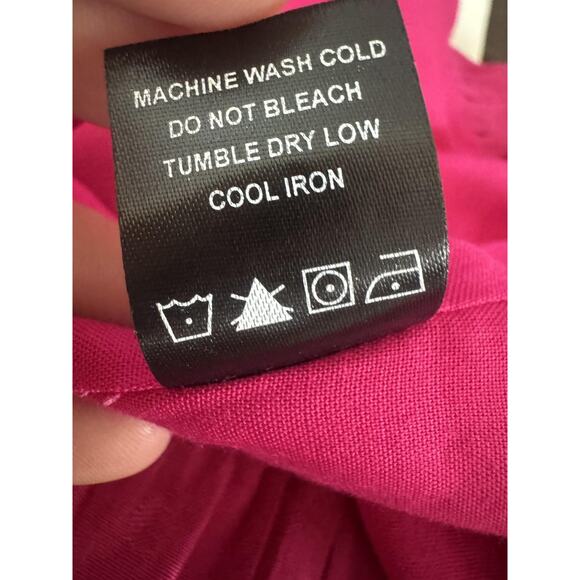 MACHINE WASH COLD
DO NOT BLEACH
TUMBLE DRY LOW
COOL IRON